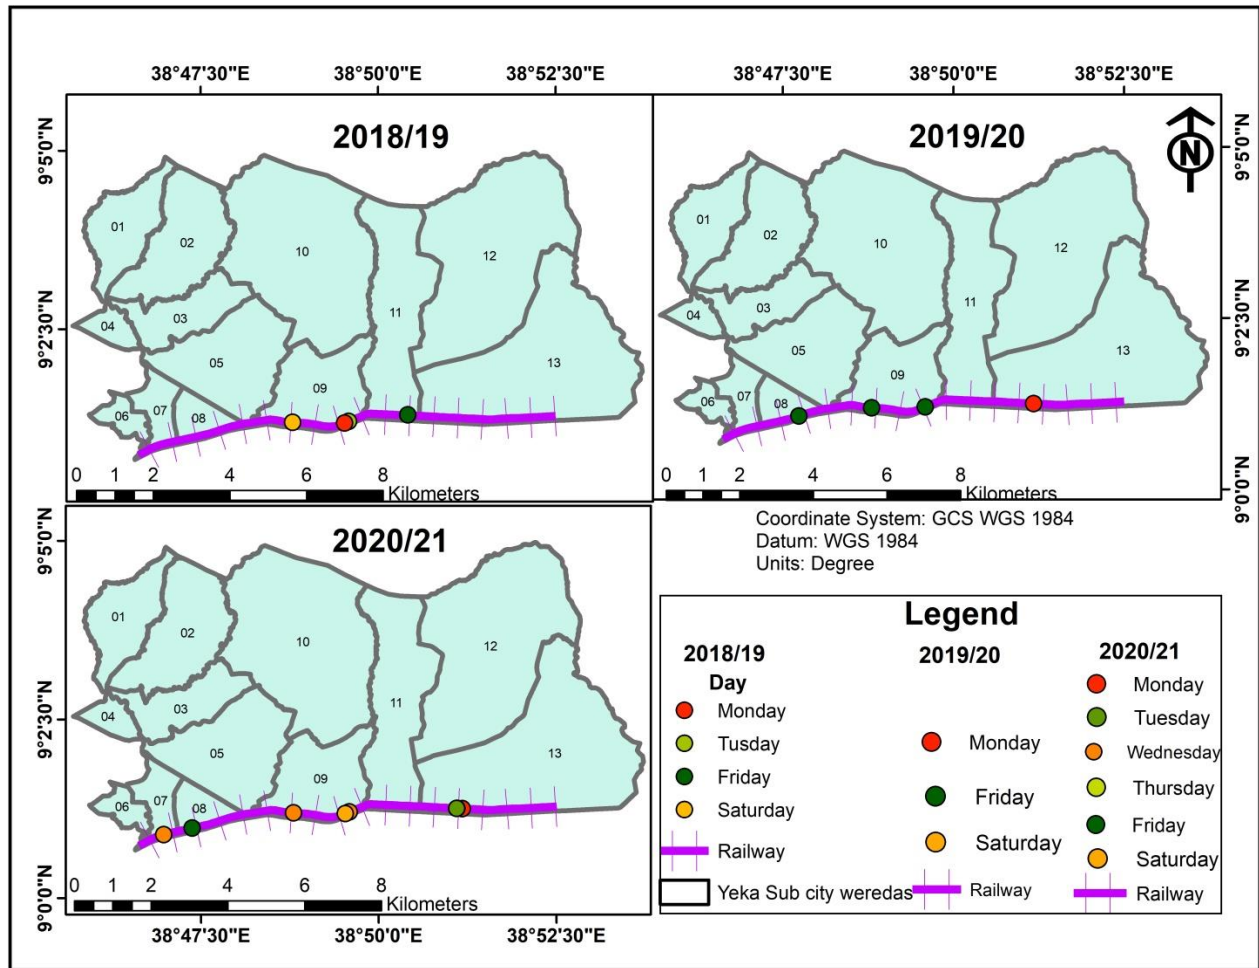 38°47'30"E 38°50'0"E 38°52'30"E
38°47'30"E 38°50'0"E 38°52'30"E
2018/19
9°5'0"N
9°2'30"N
01
02
10
12
04
03
11
05
13
09
06
07
08
0 1 2 4 6 8
Kilometers
2019/20
N
9°5'0"N
9°2'30"N
9°0'0"N
01
02
10
12
04
03
11
05
13
09
06
07
08
0 1 2 4 6 8
Kilometers
Coordinate System: GCS WGS 1984
Datum: WGS 1984
Units: Degree
2020/21
9°5'0"N
9°2'30"N
9°0'0"N
01
02
10
12
04
03
11
05
13
09
06
07
08
0 1 2 4 6 8
Kilometers
38°47'30"E 38°50'0"E 38°52'30"E
Legend
2018/19
Day
Monday
Tusday
Friday
Saturday
Railway
Yeka Sub city weredas
2019/20
Monday
Friday
Saturday
Railway
2020/21
Monday
Tuesday
Wednesday
Thursday
Friday
Saturday
Railway